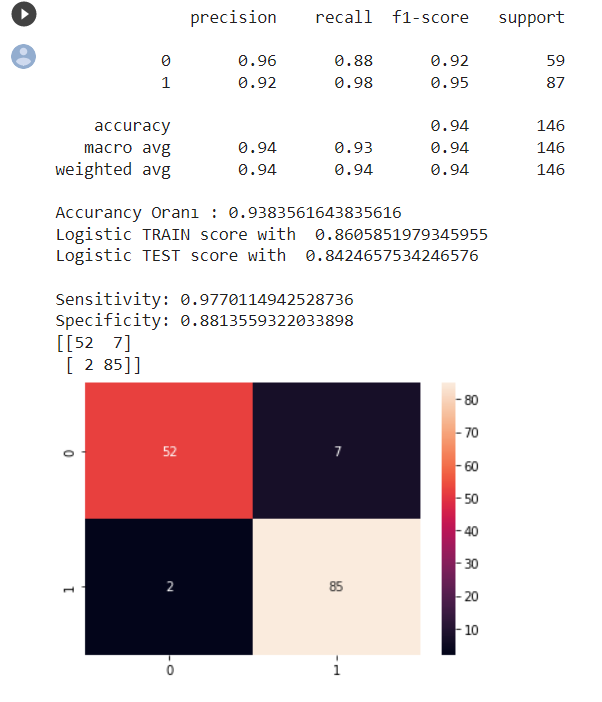 precision recall f1-score support
0 0.96 0.88 0.92 59
1 0.92 0.98 0.95 87
accuracy 0.94 146
macro avg 0.94 0.93 0.94 146
weighted avg 0.94 0.94 0.94 146
Accurancy Oranı : 0.9383561643835616
Logistic TRAIN score with 0.8605851979345955
Logistic TEST score with 0.8424657534246576
Sensitivity: 0.9770114942528736
Specificity: 0.8813559322033898
[[52 7]
[ 2 85]]
0 52 7
1 2 85
0 1
80
70
60
50
40
30
20
10